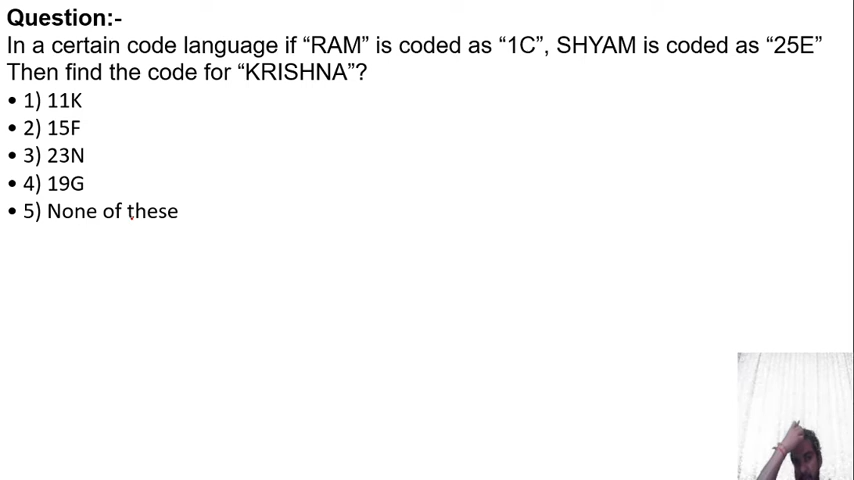 Question:-
In a certain code language if “RAM” is coded as “1C”, SHYAM is coded as “25E”
Then find the code for “KRISHNA”?
• 1) 11K
• 2) 15F
• 3) 23N
• 4) 19G
• 5) None of these